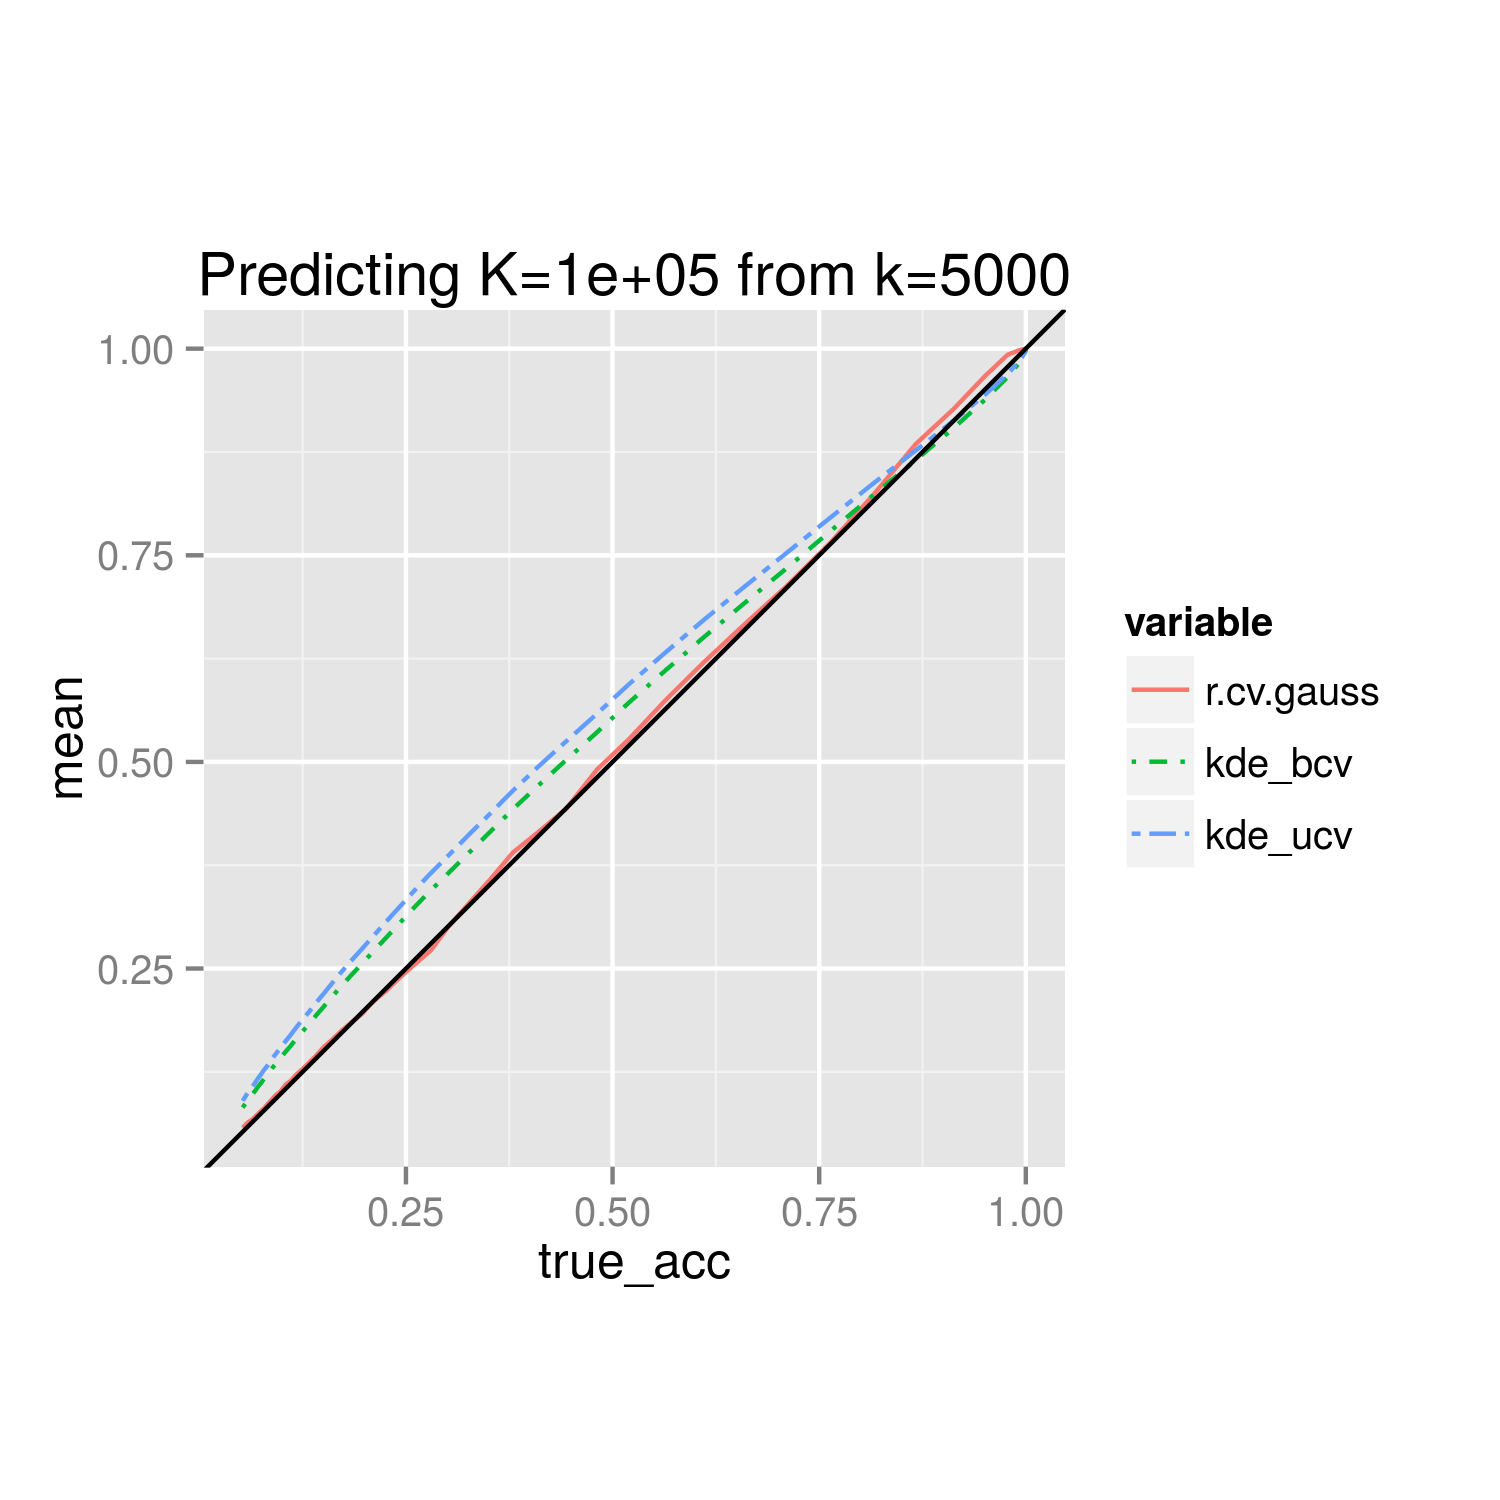 Predicting K=1e+05 from k=5000
1.00
0.75
0.50
0.25
mean
0.25 0.50 0.75 1.00
true_acc
variable
r.cv.gauss
kde_bcv
kde_ucv